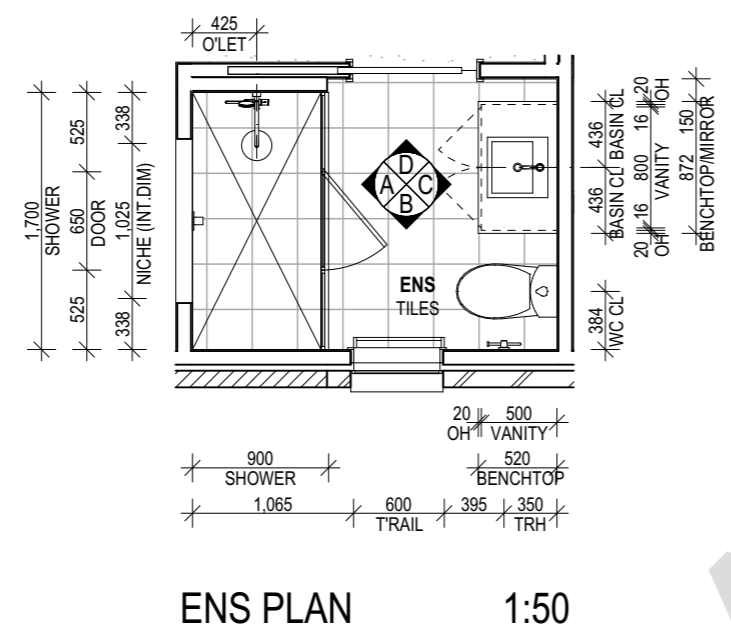 425
O'LET
1,700
SHOWER
525
650
525
DOOR
338
1,025
338
NICHE (INT.DIM)
D
A
C
B
ENS
TILES
436
436
BASIN CL
BASIN CL
384
WC CL
20
OH
16
800
16
VANITY
20
OH
150
872
BENCHTOP/MIRROR
20
OH
500
VANITY
900
SHOWER
520
BENCHTOP
1,065
600
T'RAIL
395
350
TRH
ENS PLAN
1:50